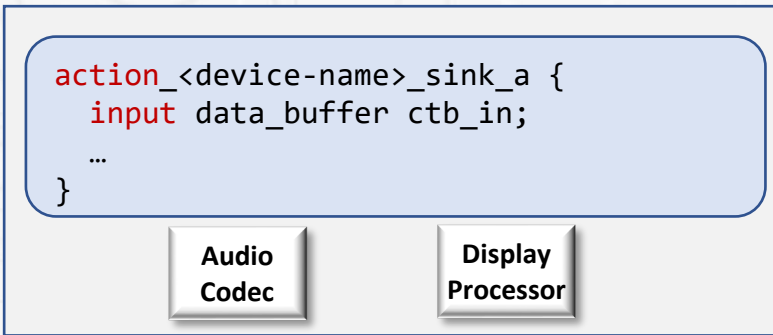 action_<device-name>_sink_a {
input data_buffer ctb_in;
…
}
Audio
Codec
Display
Processor